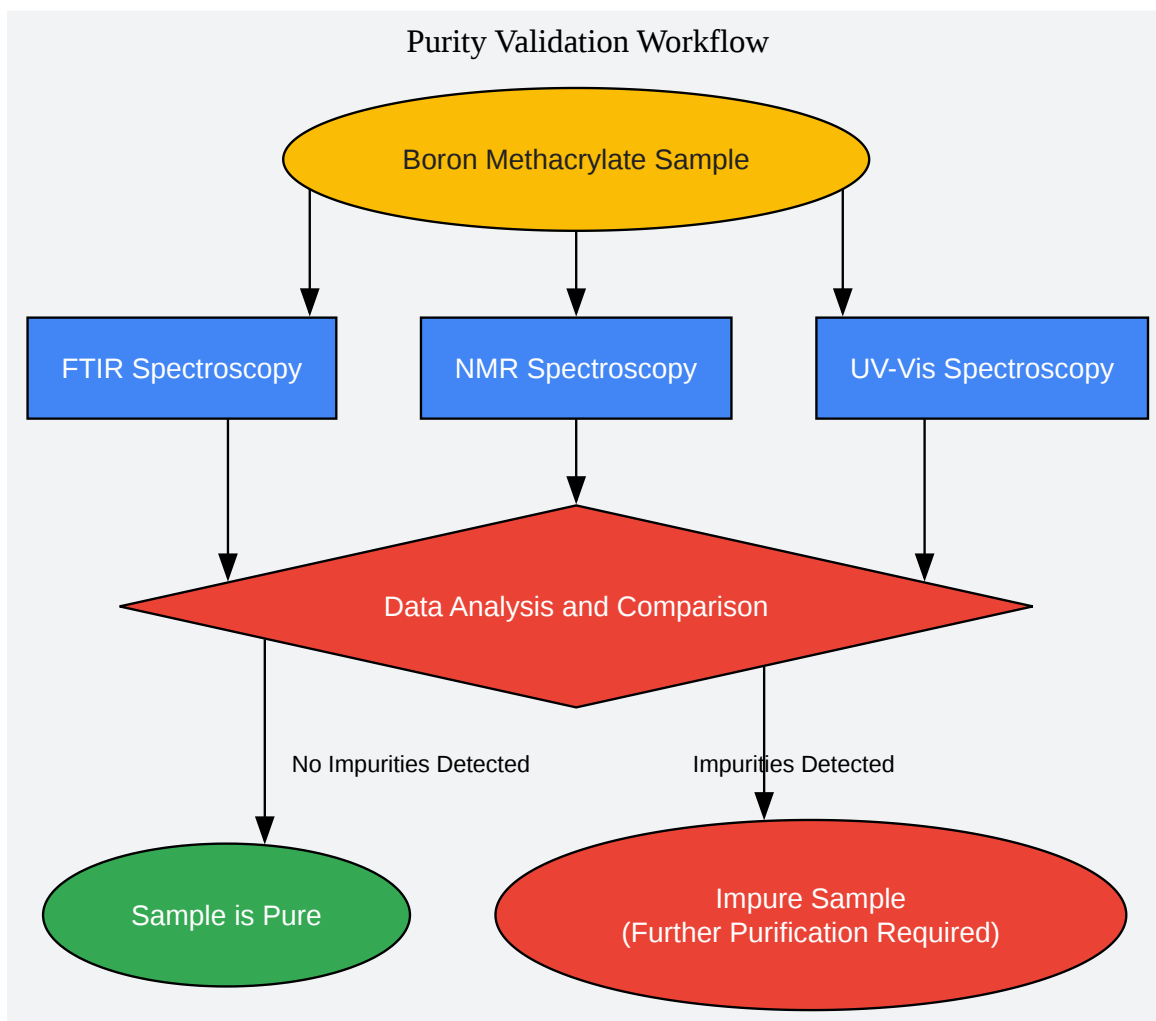 Purity Validation Workflow
Boron Methacrylate Sample
FTIR Spectroscopy
NMR Spectroscopy
UV-Vis Spectroscopy
Data Analysis and Comparison
No Impurities Detected
Impurities Detected
Sample is Pure
Impure Sample
(Further Purification Required)